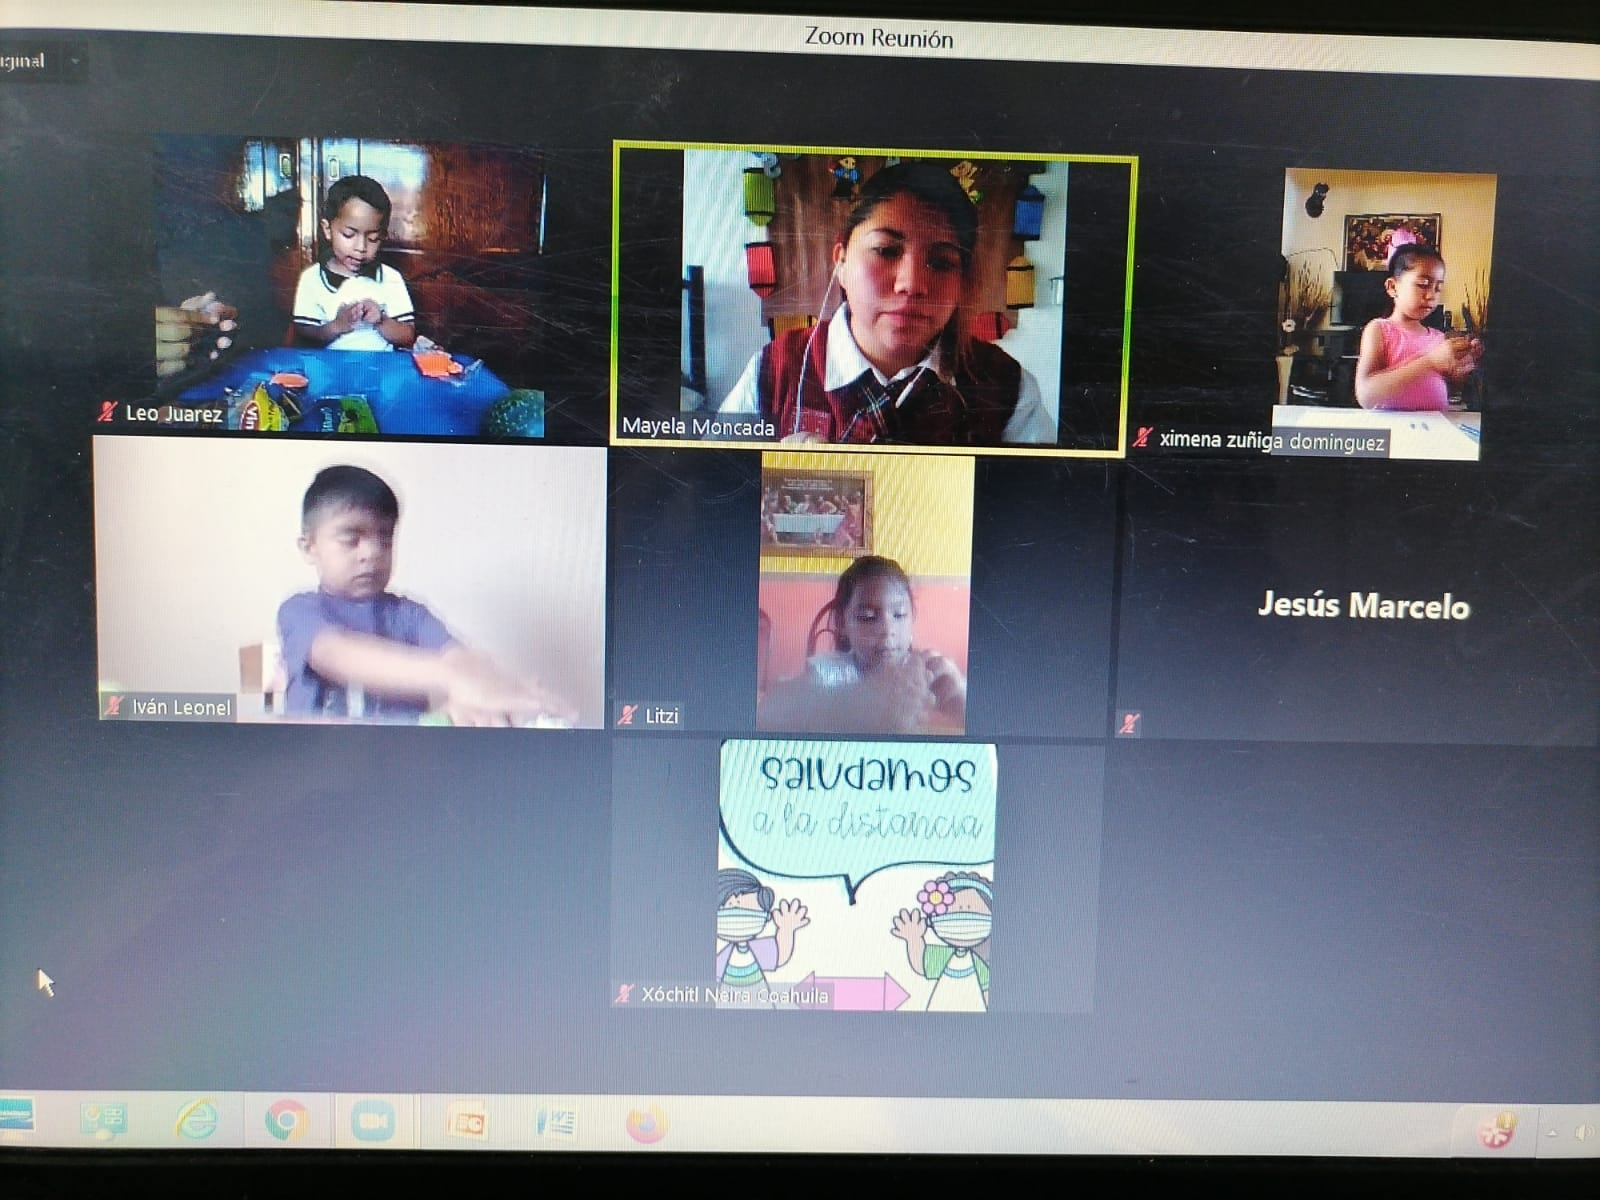 Zoom Reunión
iginal
Leo Juarez
Mayela Moncada
ximena zuñiga dominguez
Iván Leonel
Litzi
Jesús Marcelo
saludamos
a la distancia
Xóchitl Neira Coahuila